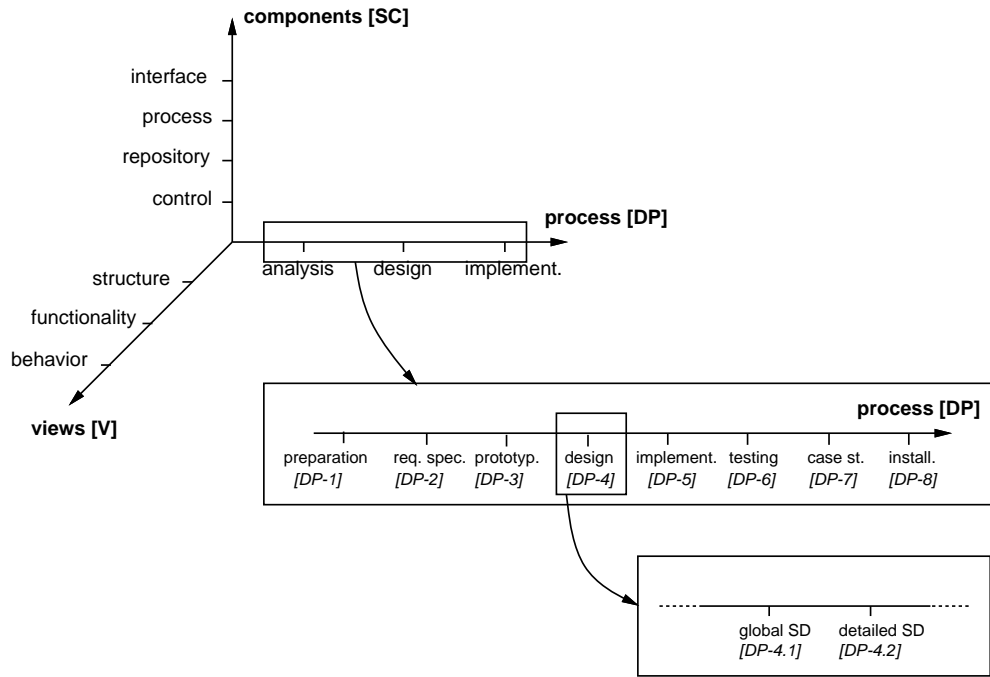 components [SC]
interface
process
repository
control
process [DP]
analysis
design
implement.
structure
functionality
behavior
views [V]
process [DP]
preparation
[DP-1]
req. spec.
[DP-2]
prototyp.
[DP-3]
design
[DP-4]
implement.
[DP-5]
testing
[DP-6]
case st.
[DP-7]
install.
[DP-8]
global SD
[DP-4.1]
detailed SD
[DP-4.2]